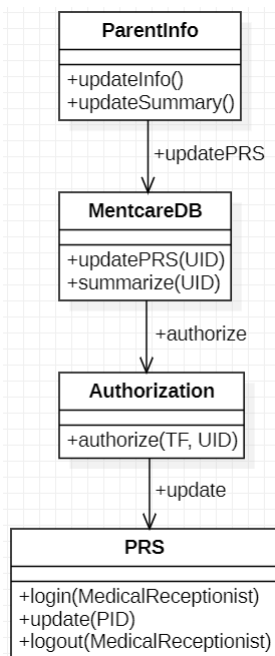 ParentInfo
+updateInfo()
+updateSummary()
+updatePRS
MentcareDB
+updatePRS(UID)
+summarize(UID)
+authorize
Authorization
+authorize(TF, UID)
+update
PRS
+login(MedicalReceptionist)
+update(PID)
+logout(MedicalReceptionist)